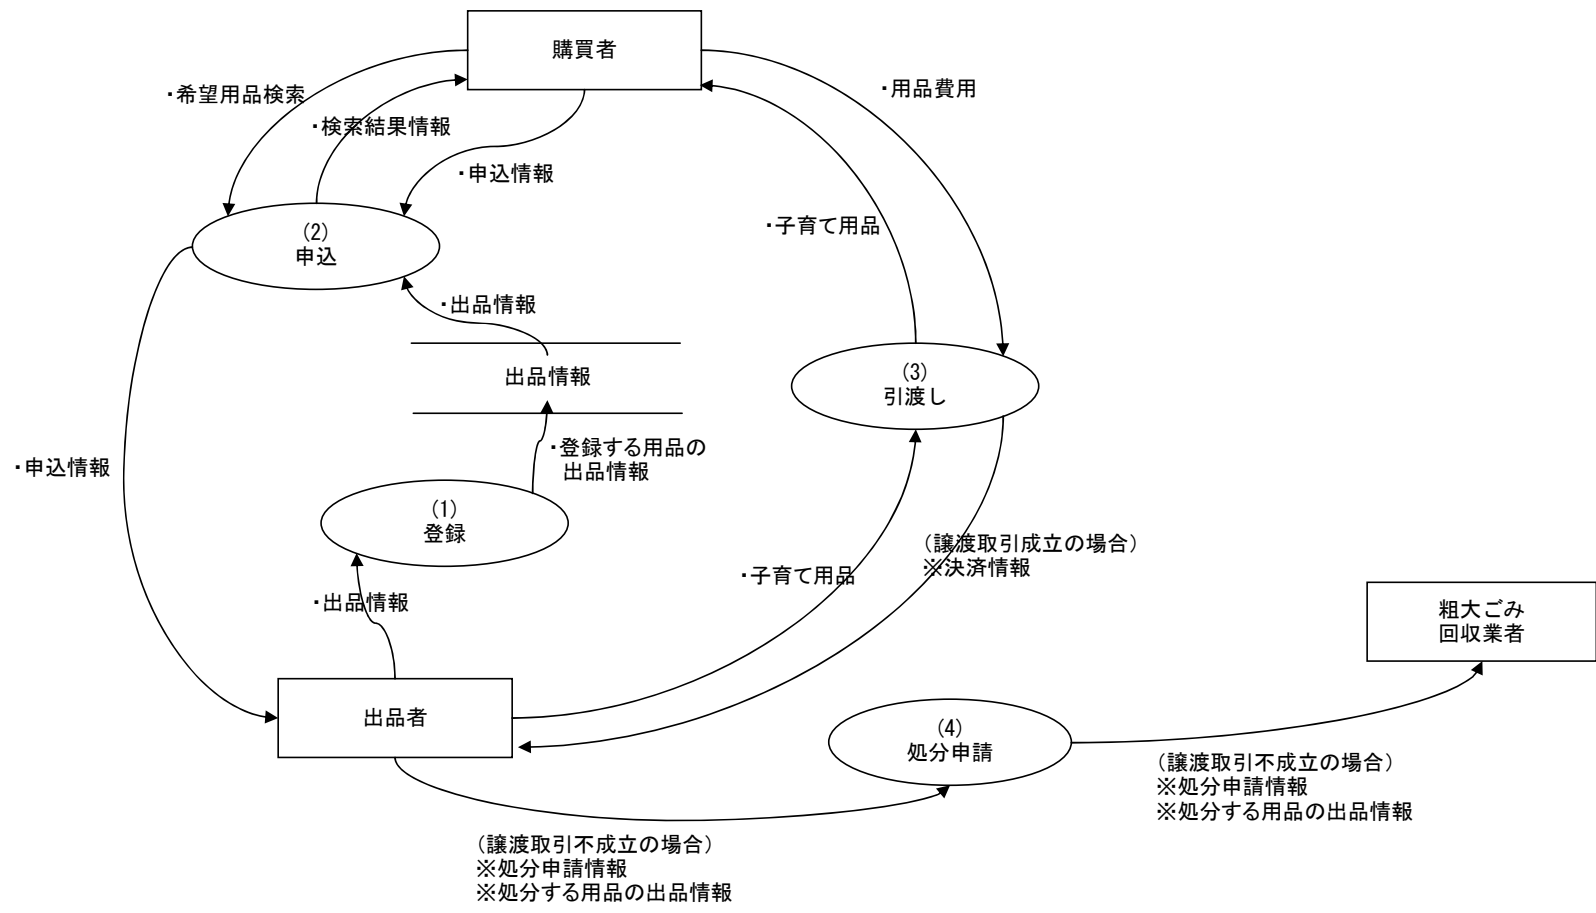 購買者
・希望用品検索
・用品費用
・検索結果情報
・申込情報
・子育て用品
(2)
申込
・出品情報
出品情報
(3)
引渡し
・登録する用品の
出品情報
・申込情報
(1)
登録
(譲渡取引成立の場合)
※決済情報
・子育て用品
・出品情報
粗大ごみ
回収業者
出品者
(4)
処分申請
(譲渡取引不成立の場合)
※処分申請情報
※処分する用品の出品情報
(譲渡取引不成立の場合)
※処分申請情報
※処分する用品の出品情報